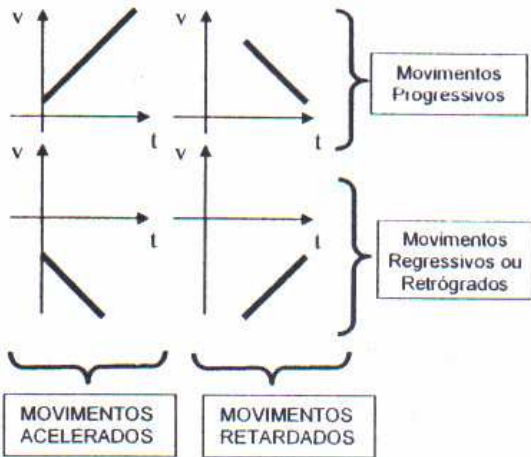 v
t
v
t
Movimentos
Progressivos
v
t
v
t
Movimentos
Regressivos ou
Retrógrados
MOVIMENTOS
ACELERADOS
MOVIMENTOS
RETARDADOS